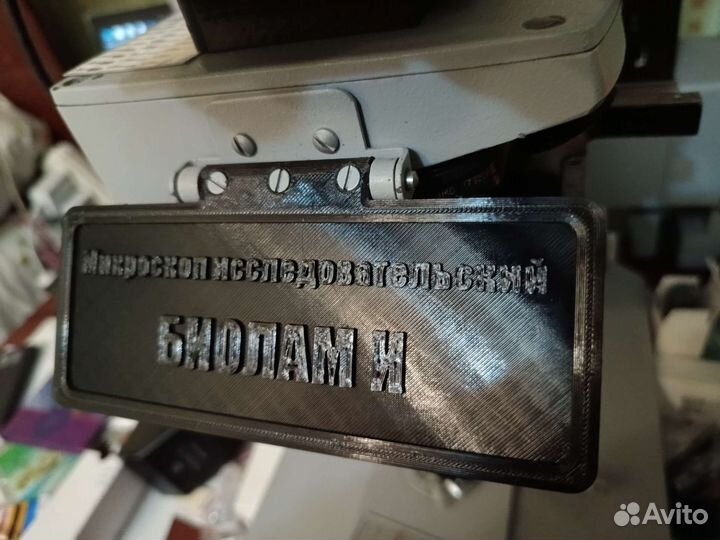 Микроскоп исследовательский
БИОЛАМ И
Avito